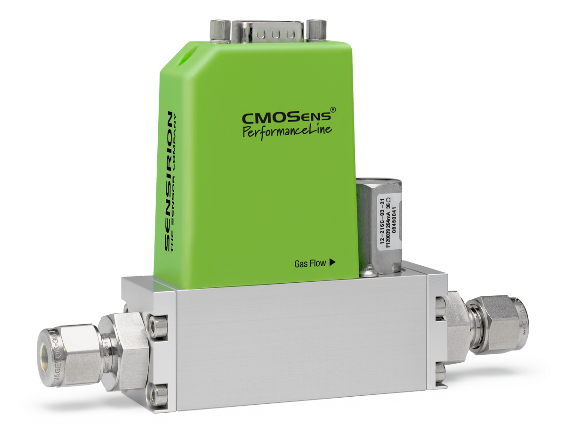 CMOSENS®
PerformanceLine
SENSIRION
THE SENSOR COMPANY
Gas Flow ▶